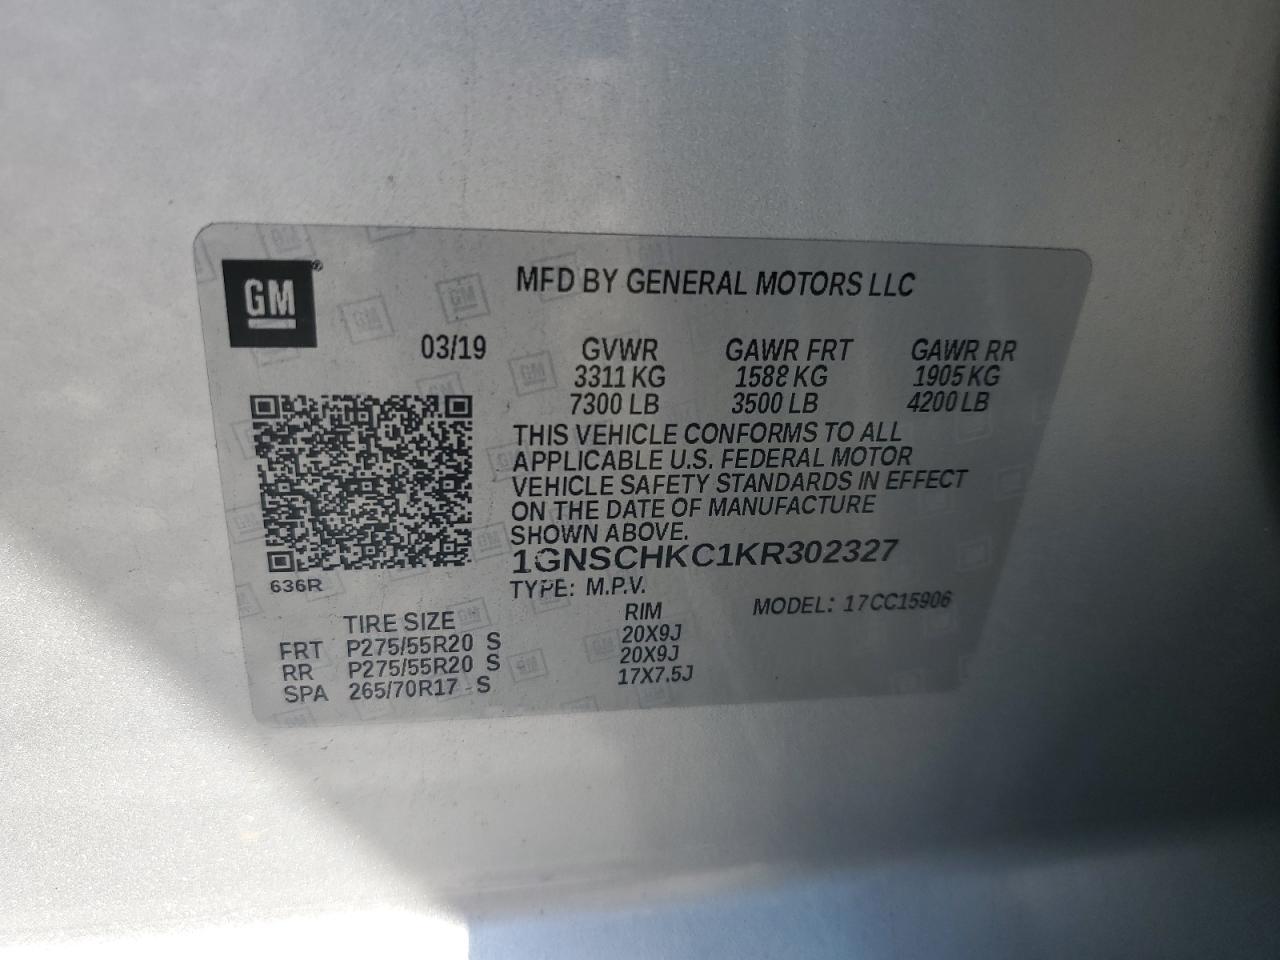 GM®
MFD BY GENERAL MOTORS LLC
03/19 GVWR GAWR FRT GAWR RR
3311 KG 1588 KG 1905 KG
7300 LB 3500 LB 4200 LB
THIS VEHICLE CONFORMS TO ALL
APPLICABLE U.S. FEDERAL MOTOR
VEHICLE SAFETY STANDARDS IN EFFECT
ON THE DATE OF MANUFACTURE
SHOWN ABOVE.
1GNSCHKC1KR302327
636R
TYPE: M.P.V. MODEL: 17CC15906
TIRE SIZE RIM
FRT P275/55R20 S 20X9J
RR P275/55R20 S 20X9J
SPA 265/70R17 S 17X7.5J